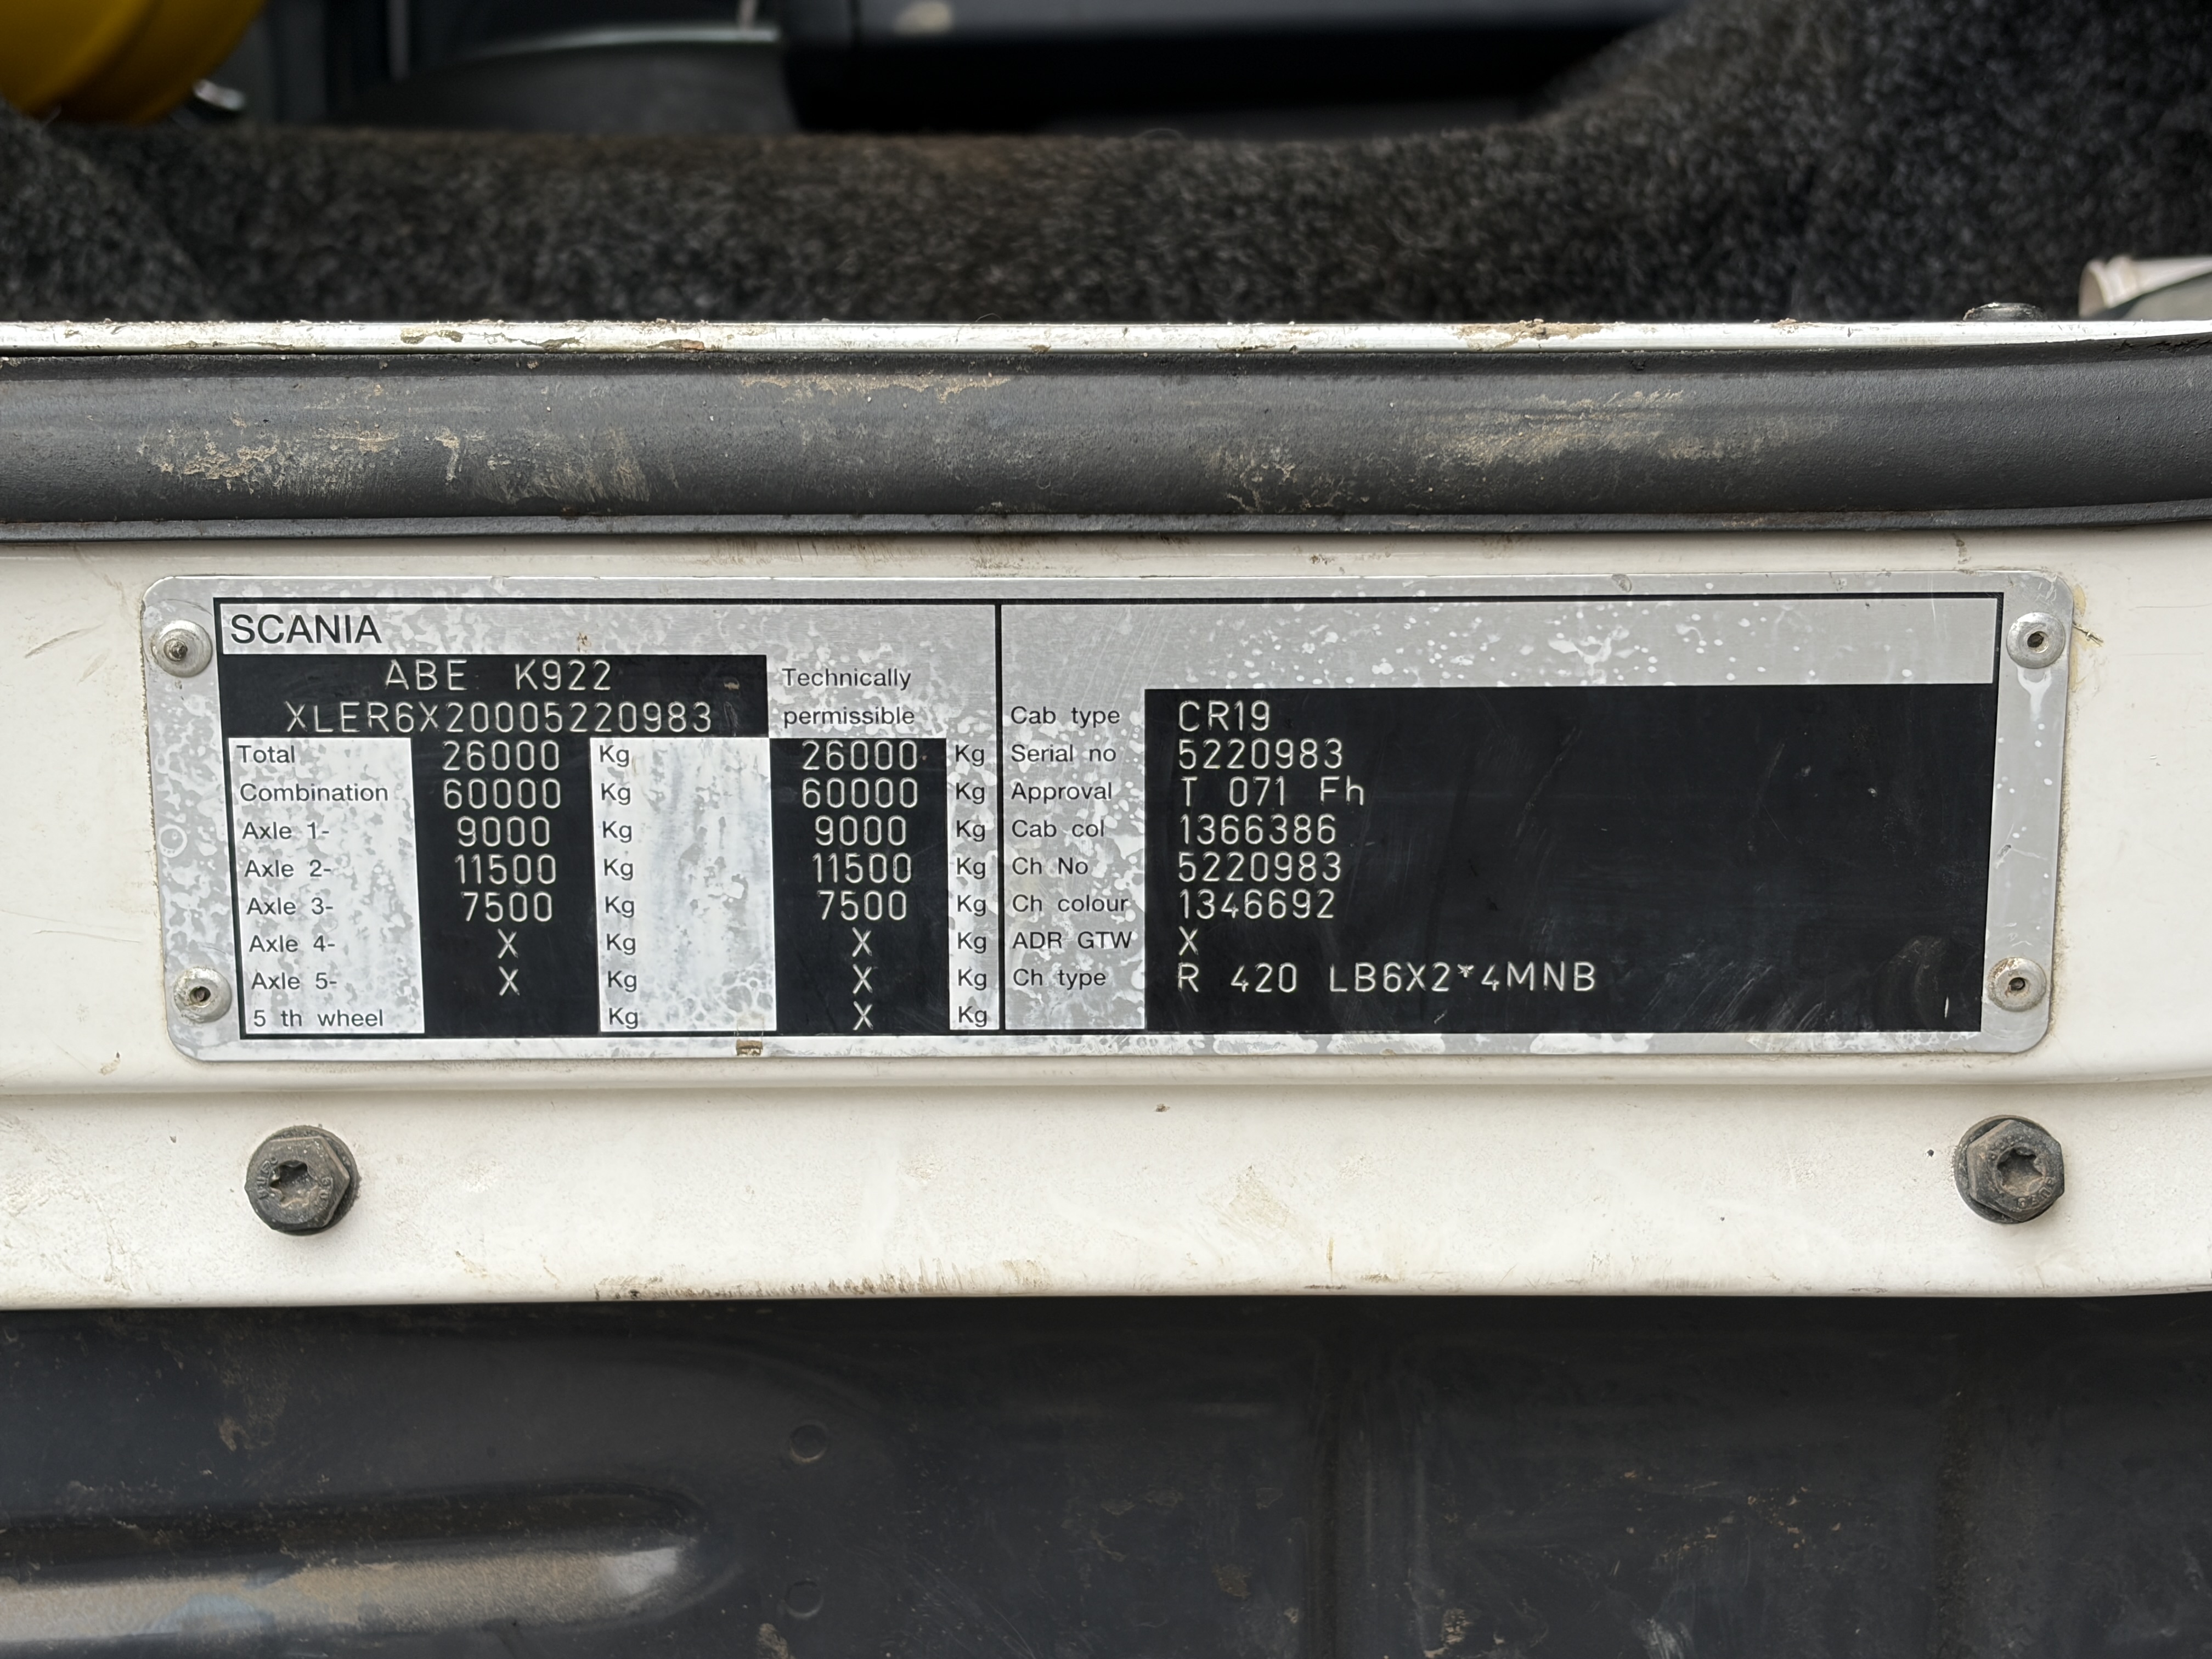 SCANIA
ABE K922
XLER6X20005220983
Technically
permissible
Total 26000 Kg 26000 Kg
Combination 60000 Kg 60000 Kg
Axle 1- 9000 Kg 9000 Kg
Axle 2- 11500 Kg 11500 Kg
Axle 3- 7500 Kg 7500 Kg
Axle 4- X Kg X Kg
Axle 5- X Kg X Kg
5 th wheel Kg X Kg
Cab type CR19
Serial no 5220983
Approval T 071 Fh
Cab col 1366386
Ch No 5220983
Ch colour 1346692
ADR GTW X
Ch type R 420 LB6X2*4MNB